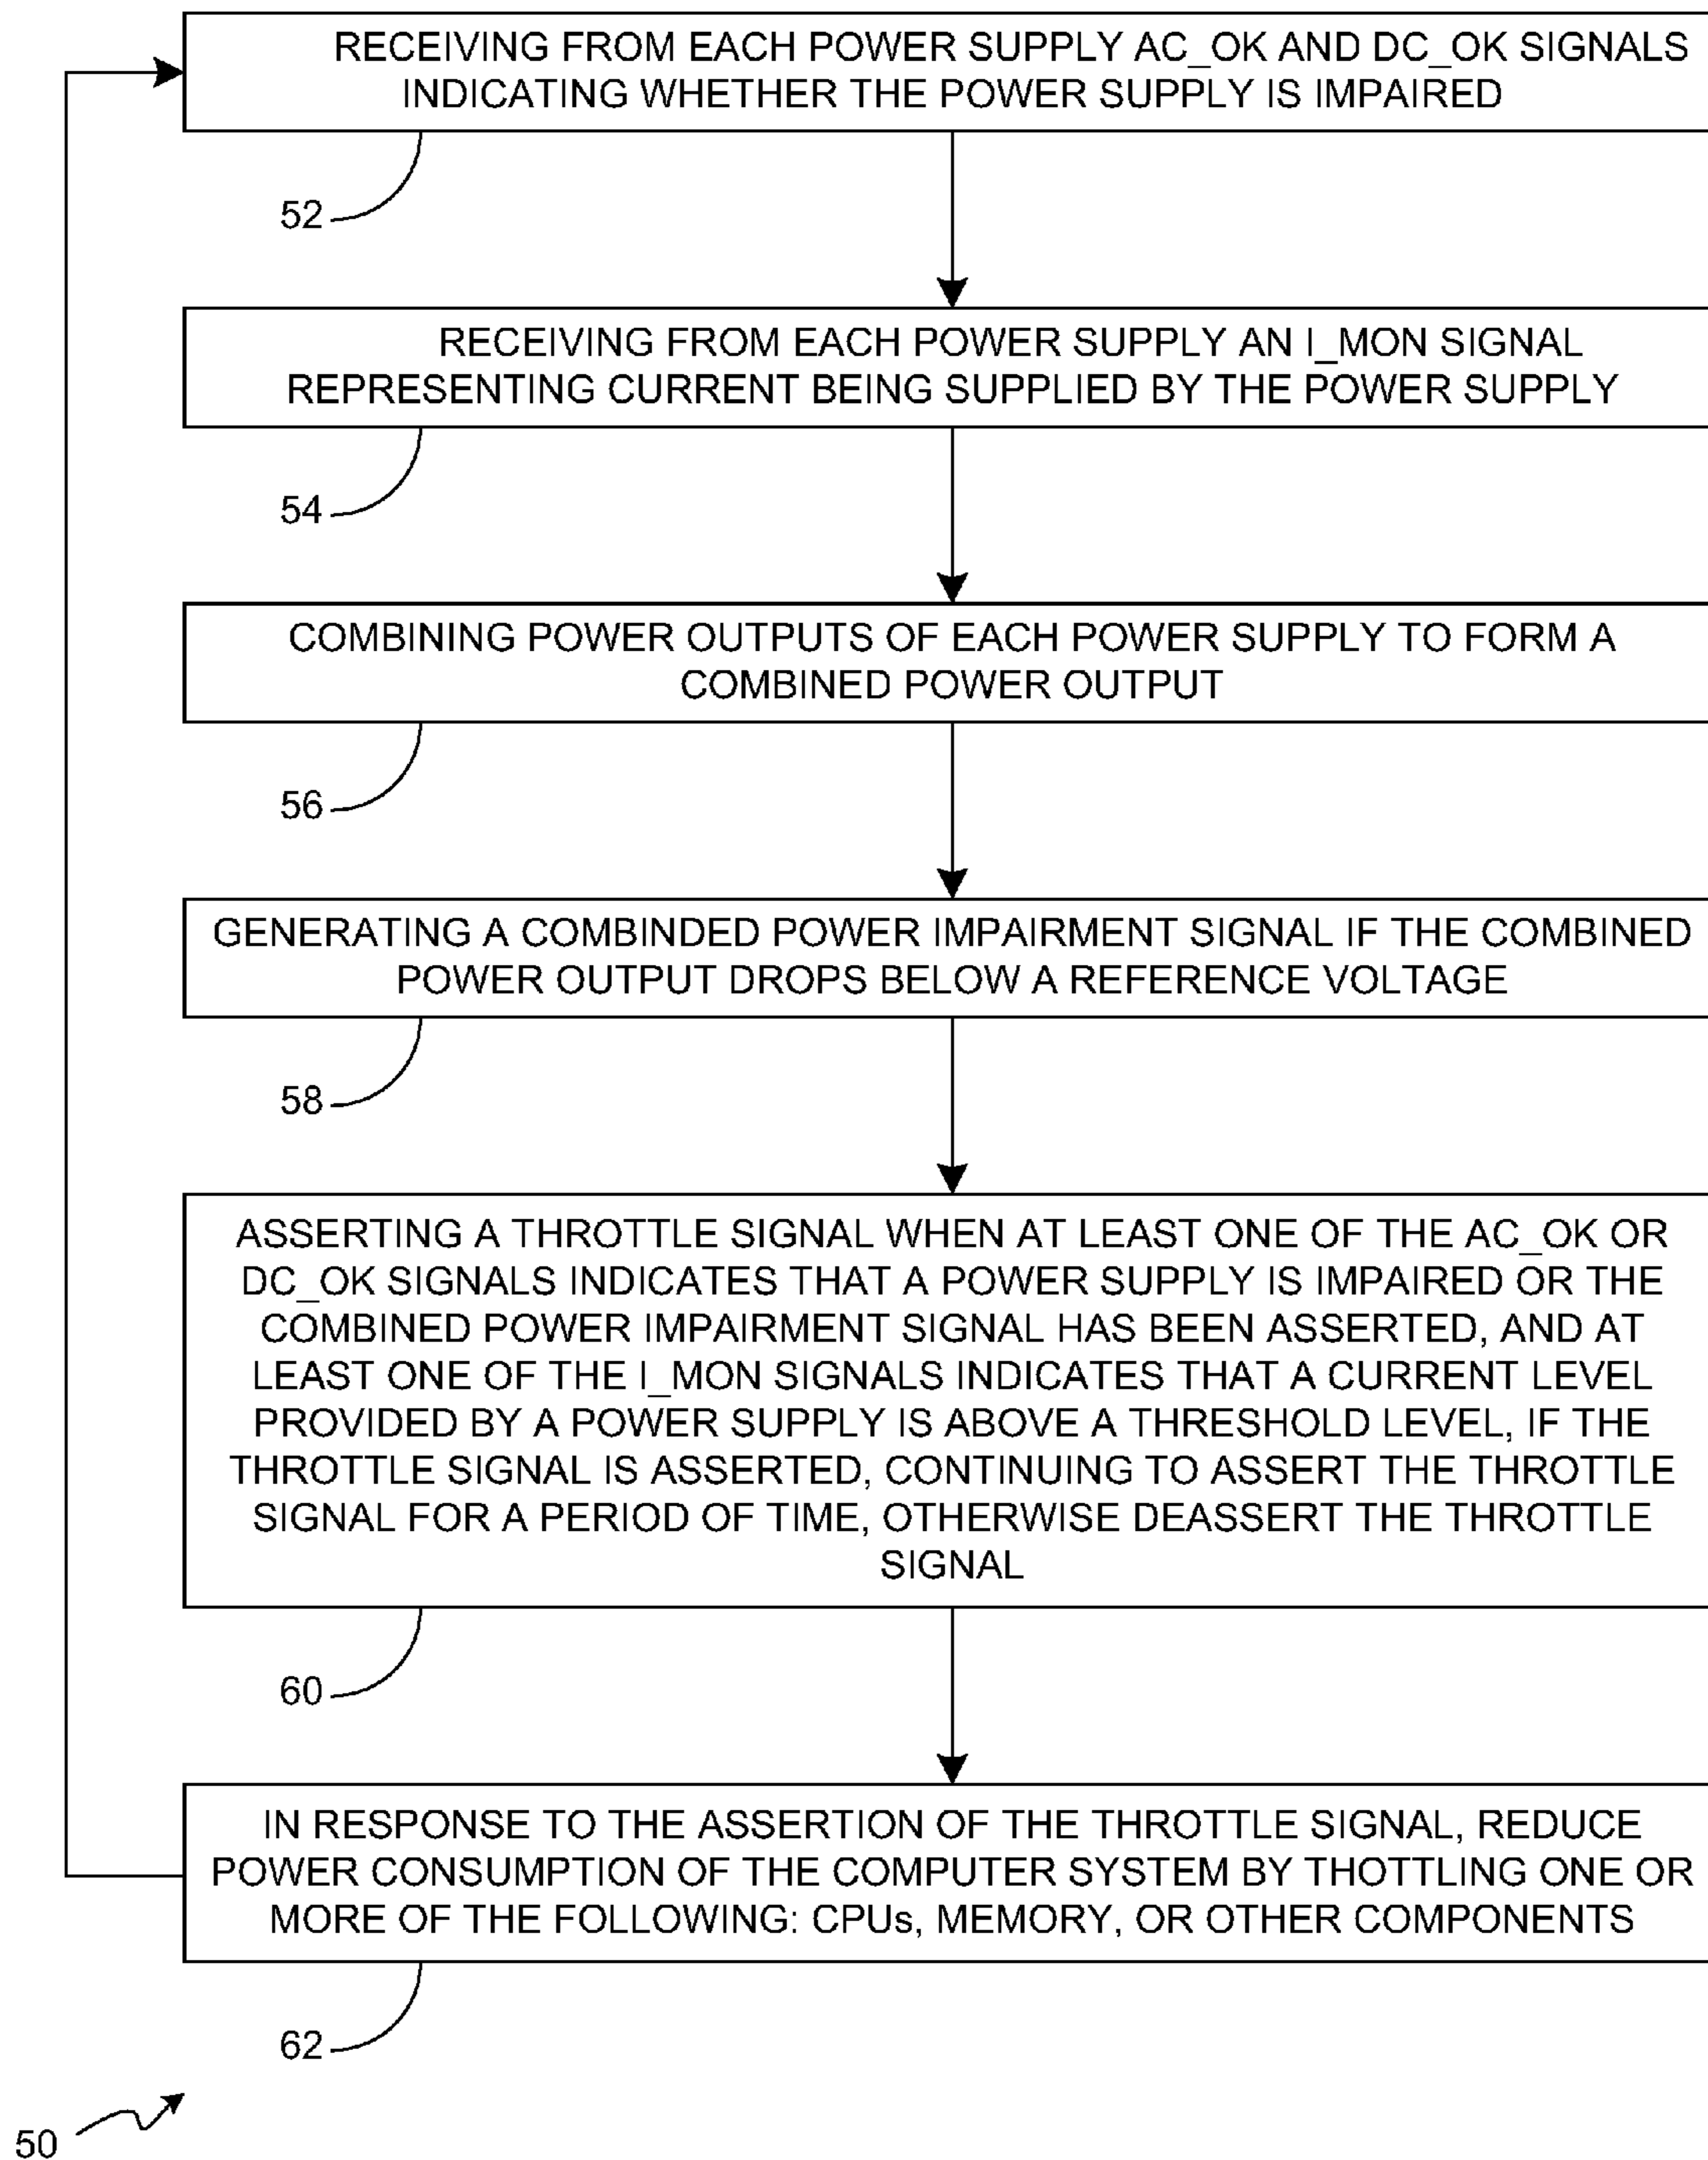 RECEIVING FROM EACH POWER SUPPLY AC_OK AND DC_OK SIGNALS
INDICATING WHETHER THE POWER SUPPLY IS IMPAIRED
52
RECEIVING FROM EACH POWER SUPPLY AN I_MON SIGNAL
REPRESENTING CURRENT BEING SUPPLIED BY THE POWER SUPPLY
54
COMBINING POWER OUTPUTS OF EACH POWER SUPPLY TO FORM A
COMBINED POWER OUTPUT
56
GENERATING A COMBINDED POWER IMPAIRMENT SIGNAL IF THE COMBINED
POWER OUTPUT DROPS BELOW A REFERENCE VOLTAGE
58
ASSERTING A THROTTLE SIGNAL WHEN AT LEAST ONE OF THE AC_OK OR
DC_OK SIGNALS INDICATES THAT A POWER SUPPLY IS IMPAIRED OR THE
COMBINED POWER IMPAIRMENT SIGNAL HAS BEEN ASSERTED, AND AT
LEAST ONE OF THE I_MON SIGNALS INDICATES THAT A CURRENT LEVEL
PROVIDED BY A POWER SUPPLY IS ABOVE A THRESHOLD LEVEL, IF THE
THROTTLE SIGNAL IS ASSERTED, CONTINUING TO ASSERT THE THROTTLE
SIGNAL FOR A PERIOD OF TIME, OTHERWISE DEASSERT THE THROTTLE
SIGNAL
60
IN RESPONSE TO THE ASSERTION OF THE THROTTLE SIGNAL, REDUCE
POWER CONSUMPTION OF THE COMPUTER SYSTEM BY THOTTLING ONE OR
MORE OF THE FOLLOWING: CPUs, MEMORY, OR OTHER COMPONENTS
62
50